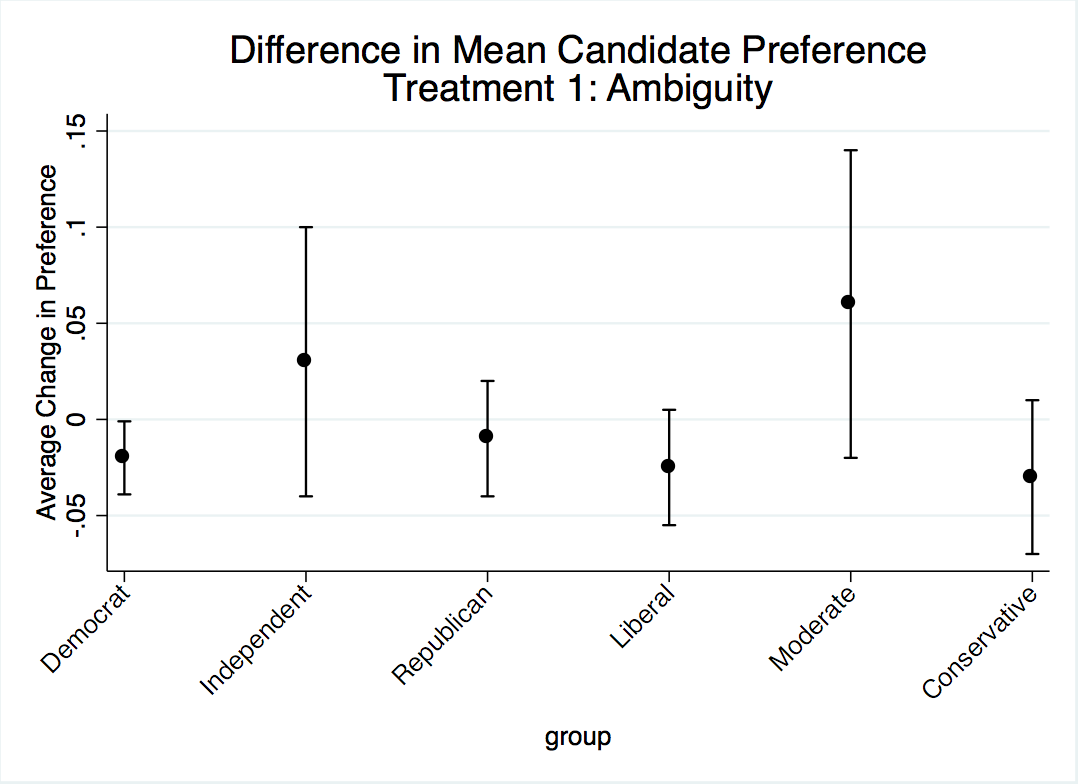 Difference in Mean Candidate Preference
Treatment 1: Ambiguity
Average Change in Preference
.15
.1
.05
0
-.05
Democrat
Independent
Republican
Liberal
Moderate
Conservative
group